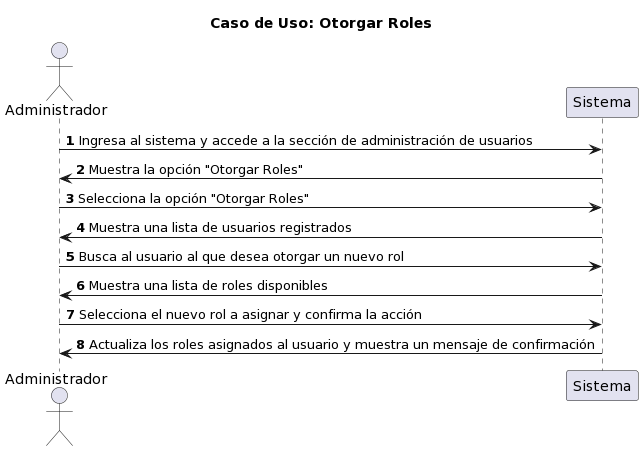 Caso de Uso: Otorgar Roles
Administrador
Sistema
1 Ingresa al sistema y accede a la sección de administración de usuarios
2 Muestra la opción "Otorgar Roles"
3 Selecciona la opción "Otorgar Roles"
4 Muestra una lista de usuarios registrados
5 Busca al usuario al que desea otorgar un nuevo rol
6 Muestra una lista de roles disponibles
7 Selecciona el nuevo rol a asignar y confirma la acción
8 Actualiza los roles asignados al usuario y muestra un mensaje de confirmación
Administrador
Sistema